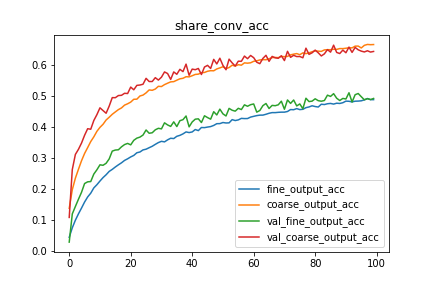 share_conv_acc
0.6
0.5
0.4
0.3
0.2
0.1
0.0
fine_output_acc
coarse_output_acc
val_fine_output_acc
val_coarse_output_acc
0 20 40 60 80 100